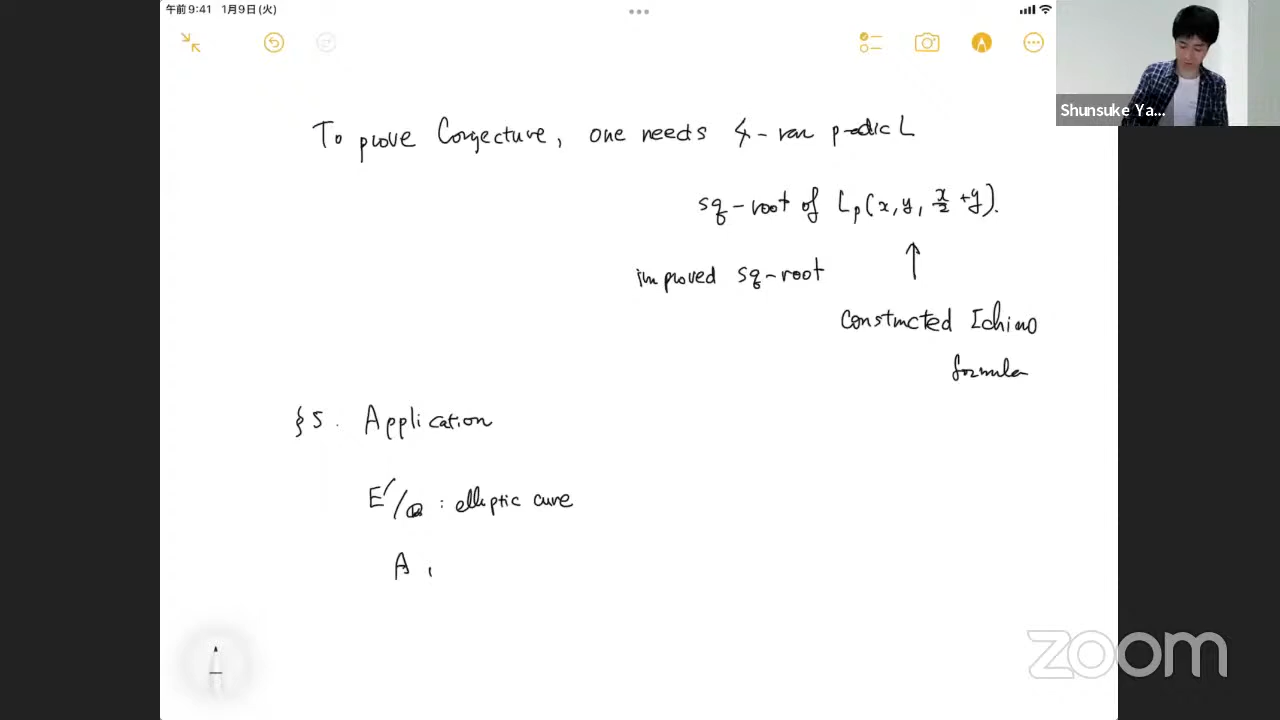 午前9:41 1月9日(火)
Shunsuke Ya...
To prove Conjecture, one needs 4-var p-adic L
sq-root of Lp(x, y, x/2 + y).
improved sq-root ↑
constructed Ichino
formula
§5. Application
E'/Q : elliptic curve
A
zoom